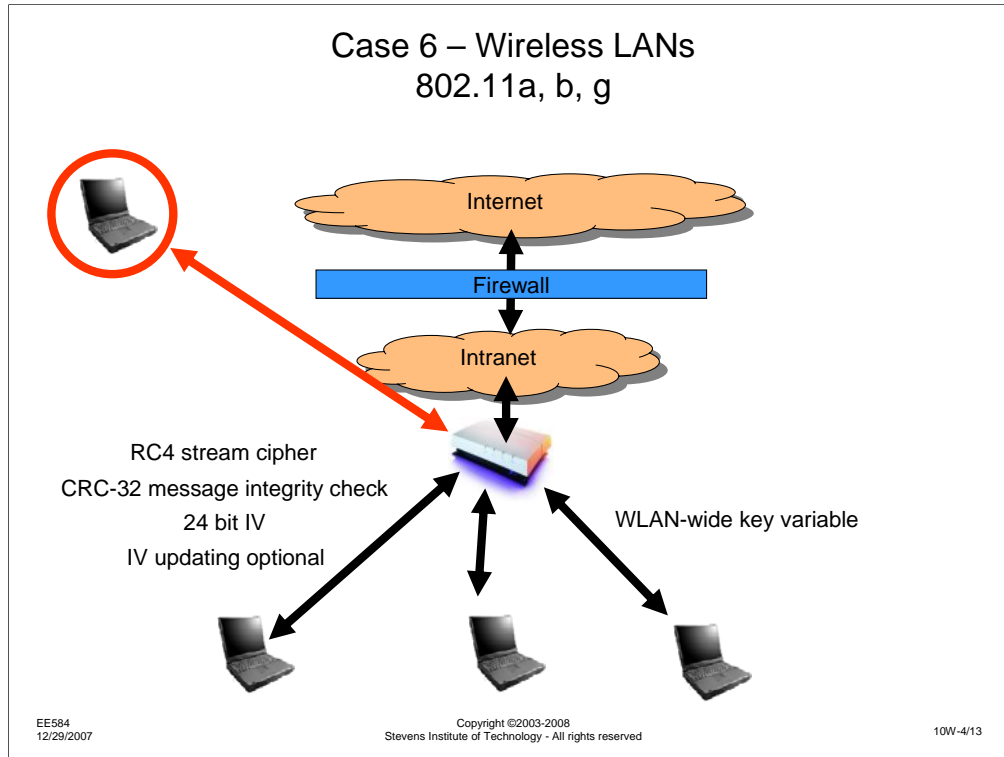 Case 6 – Wireless LANs
802.11a, b, g
Internet
Firewall
Intranet
RC4 stream cipher
CRC-32 message integrity check
24 bit IV
IV updating optional
WLAN-wide key variable
EE584
12/29/2007
Copyright ©2003-2008
Stevens Institute of Technology - All rights reserved
10W-4/13